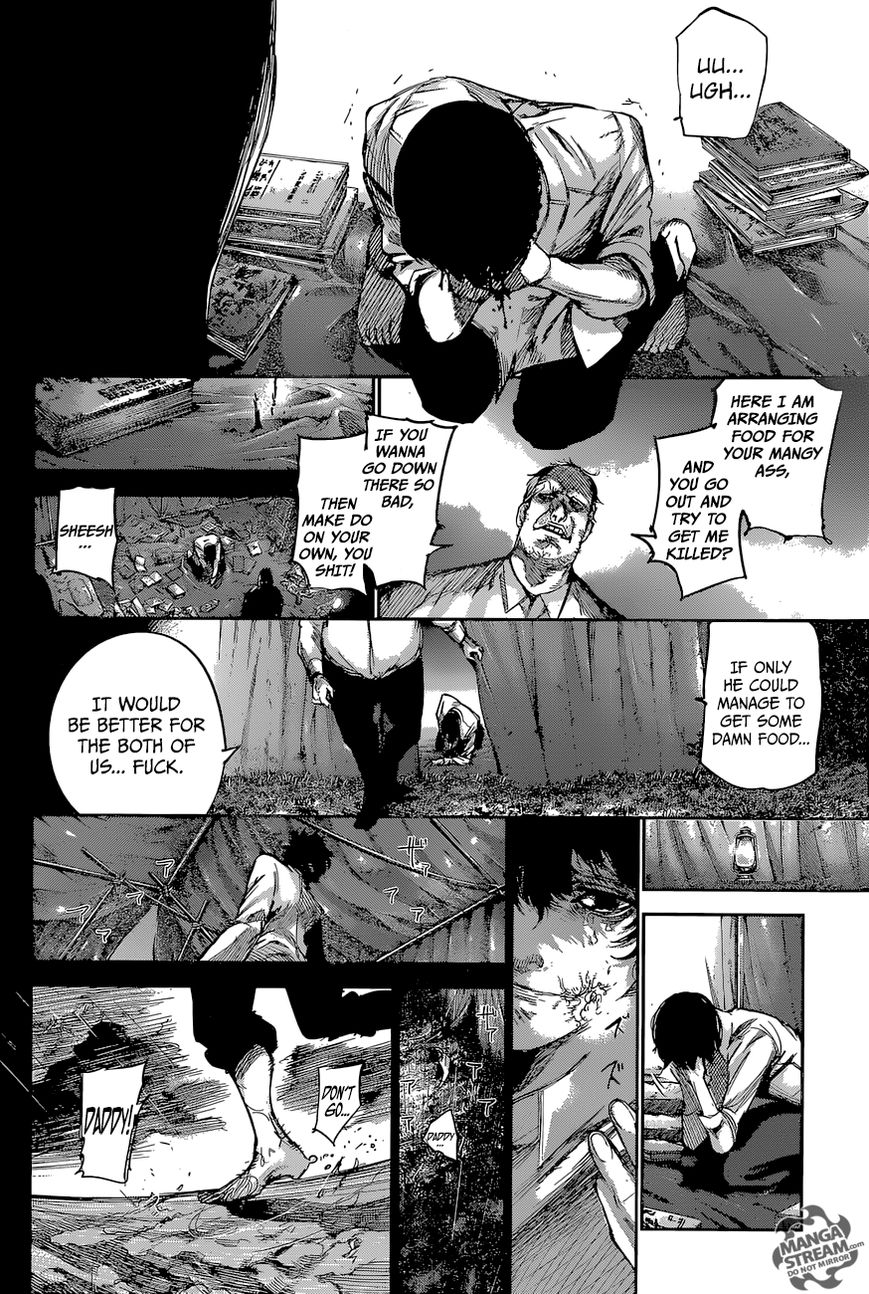 UU...
UGH...
HERE I AM
ARRANGING
FOOD FOR
YOUR MANGY
ASS,
AND
YOU GO
OUT AND
TRY TO
GET ME
KILLED?
IF YOU
WANNA
GO DOWN
THERE SO
BAD,
THEN
MAKE DO
ON YOUR
OWN, YOU
SHIT!
SHEESH
...
IF ONLY
HE COULD
MANAGE TO
GET SOME
DAMN FOOD...
IT WOULD
BE BETTER FOR
THE BOTH OF
US... FUCK.
ズ
ズ
DADDY
...
DON'T
GO...
DADDY!
MANGA
STREAM.com
DO NOT MIRROR